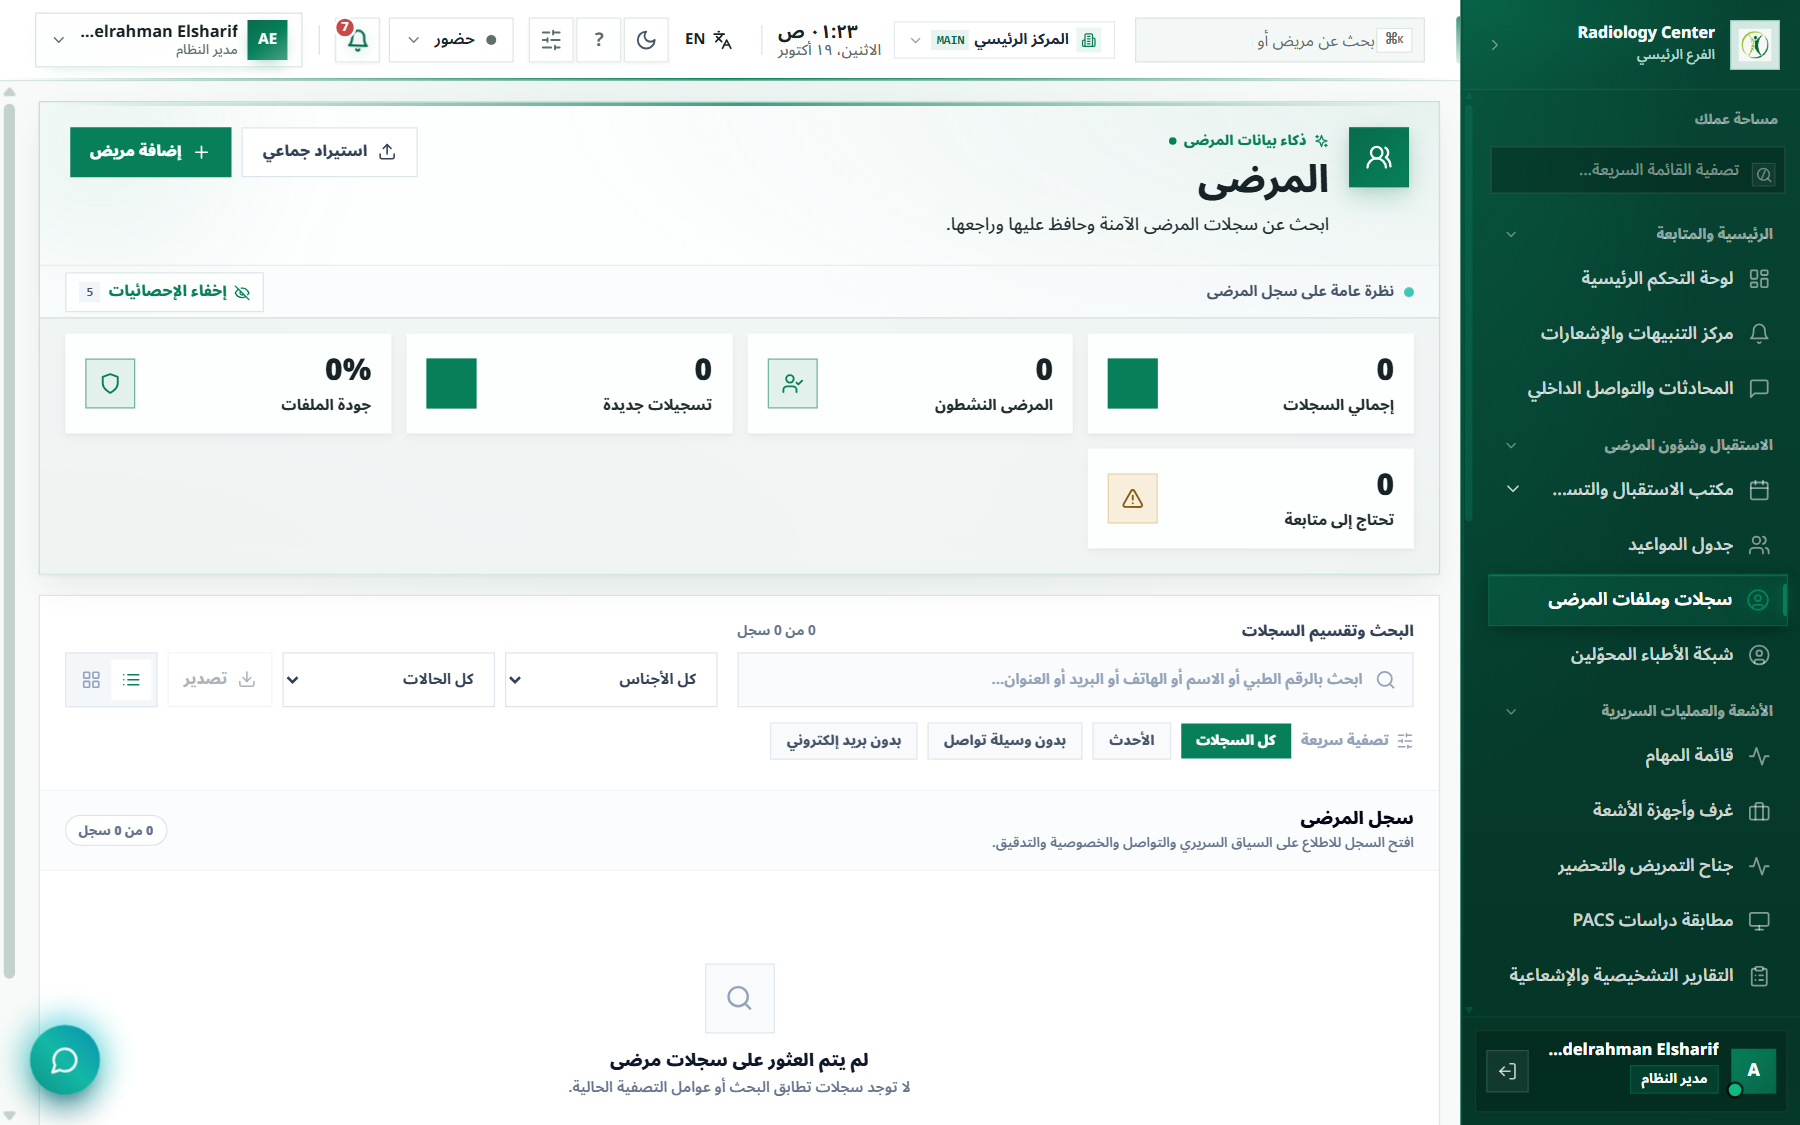 Radiology Center
الفرع الرئيسي
مساحة عملك
تصفية القائمة السريعة...
الرئيسية والمتابعة
لوحة التحكم الرئيسية
مركز التنبيهات والإشعارات
المحادثات والتواصل الداخلي
الاستقبال وشؤون المرضى
مكتب الاستقبال والتس...
جدول المواعيد
سجلات وملفات المرضى
شبكة الأطباء المحوّلين
الأشعة والعمليات السريرية
قائمة المهام
غرف وأجهزة الأشعة
جناح التمريض والتحضير
مطابقة دراسات PACS
التقارير التشخيصية والإشعاعية
A
delrahman Elsharif...
مدير النظام
⌘K
بحث عن مريض أو
المركز الرئيسي MAIN
٠١:٢٣ ص
الاثنين، ١٩ أكتوبر
EN
?
حضور
7
AE
elrahman Elsharif...
مدير النظام
ذكاء بيانات المرضى
المرضى
ابحث عن سجلات المرضى الآمنة وحافظ عليها وراجعها.
استيراد جماعي
إضافة مريض
نظرة عامة على سجل المرضى
إخفاء الإحصائيات 5
0
إجمالي السجلات
0
المرضى النشطون
0
تسجيلات جديدة
0%
جودة الملفات
0
تحتاج إلى متابعة
البحث وتقسيم السجلات
0 من 0 سجل
ابحث بالرقم الطبي أو الاسم أو الهاتف أو البريد أو العنوان...
كل الأجناس
كل الحالات
تصدير
تصفية سريعة
كل السجلات
الأحدث
بدون وسيلة تواصل
بدون بريد إلكتروني
سجل المرضى
افتح السجل للاطلاع على السياق السريري والتواصل والخصوصية والتدقيق.
0 من 0 سجل
لم يتم العثور على سجلات مرضى
لا توجد سجلات تطابق البحث أو عوامل التصفية الحالية.